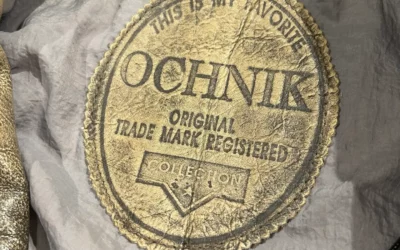 THIS IS MY FAVORITE
OCHNIK
ORIGINAL
TRADE MARK REGISTERED
COLLECTION